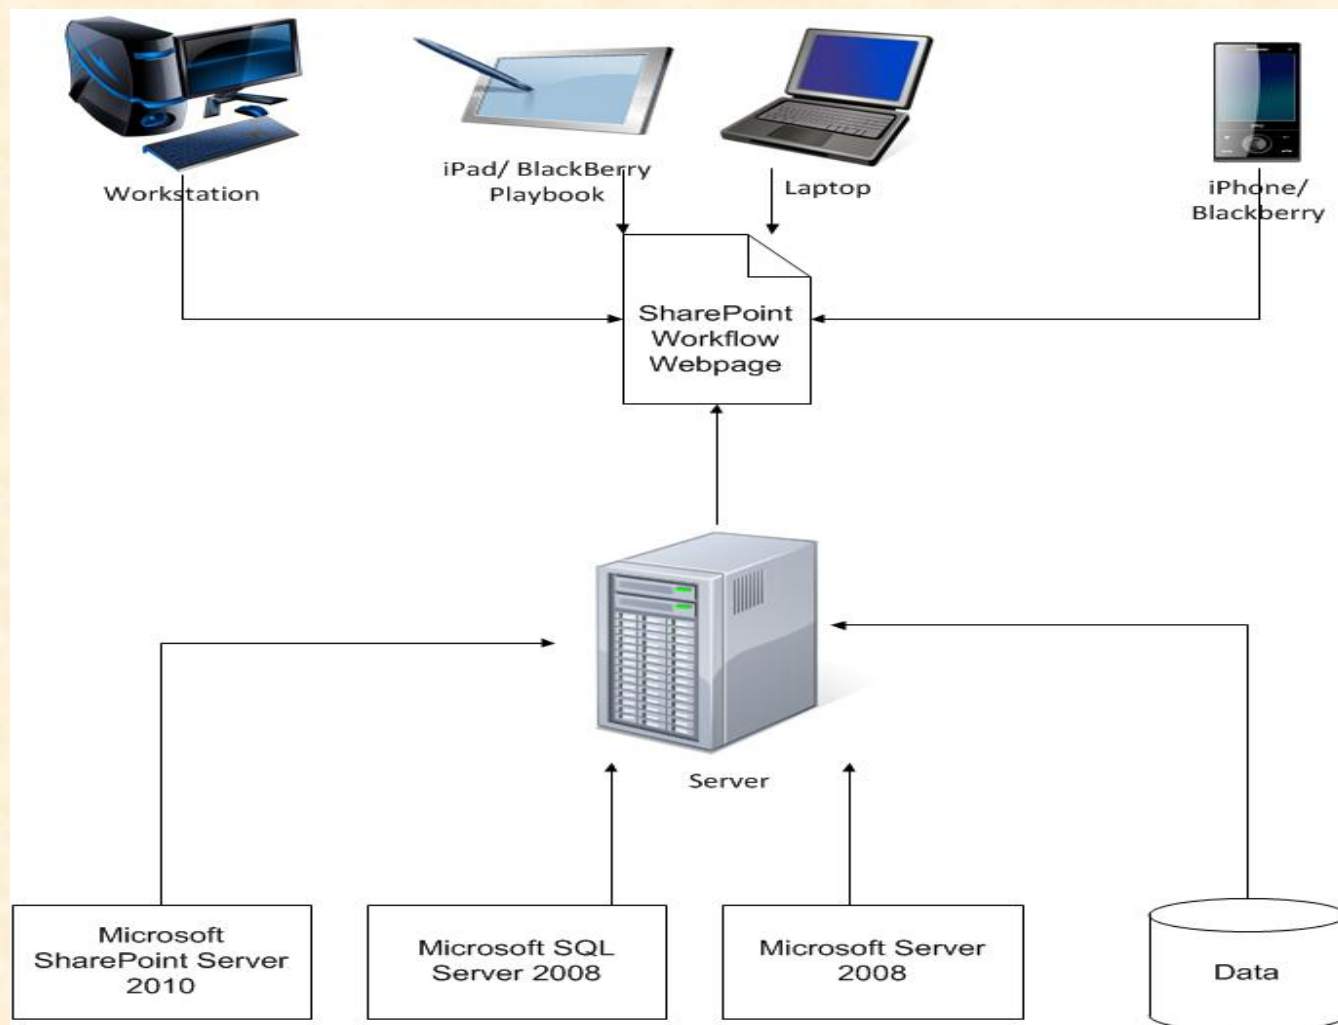 Workstation
iPad/ BlackBerry
Playbook
Laptop
iPhone/
Blackberry
SharePoint
Workflow
Webpage
Server
Microsoft
SharePoint Server
2010
Microsoft SQL
Server 2008
Microsoft Server
2008
Data